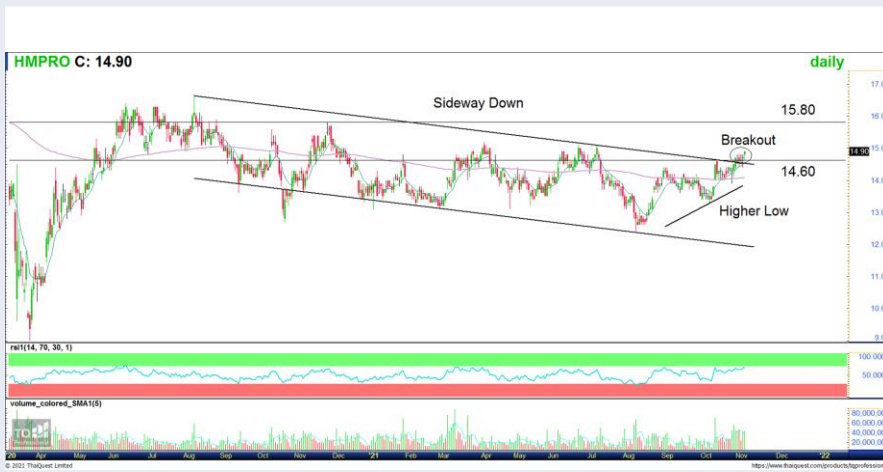 HMPRO C: 14.90
daily
17.0
Sideway Down
15.80
16.0
Breakout
15.0
14.90
14.60
14.0
Higher Low
13.0
12.0
11.0
10.0
9.0
rsi1(14, 70, 30, 1)
100.000
50.000
volume_colored_SMA1(5)
80,000,000
60,000,000
40,000,000
20,000,000
'20 Apr May Jun Jul Aug Sep Oct Nov Dec '21 Feb Mar Apr May Jun Jul Aug Sep Oct Nov Dec '22
© 2021 ThaiQuest Limited
https://www.thaiquest.com/products/tqprofession